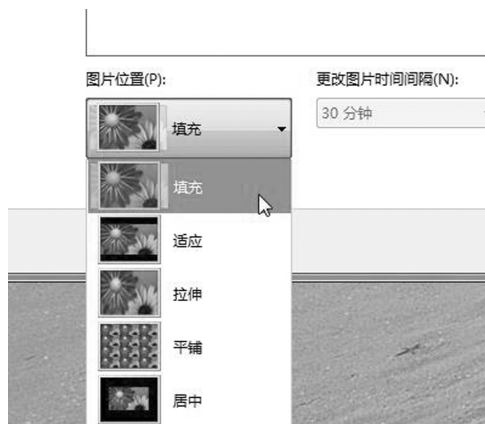 图片位置(P):
更改图片时间间隔(N):
填充
30 分钟
填充
适应
拉伸
平铺
居中